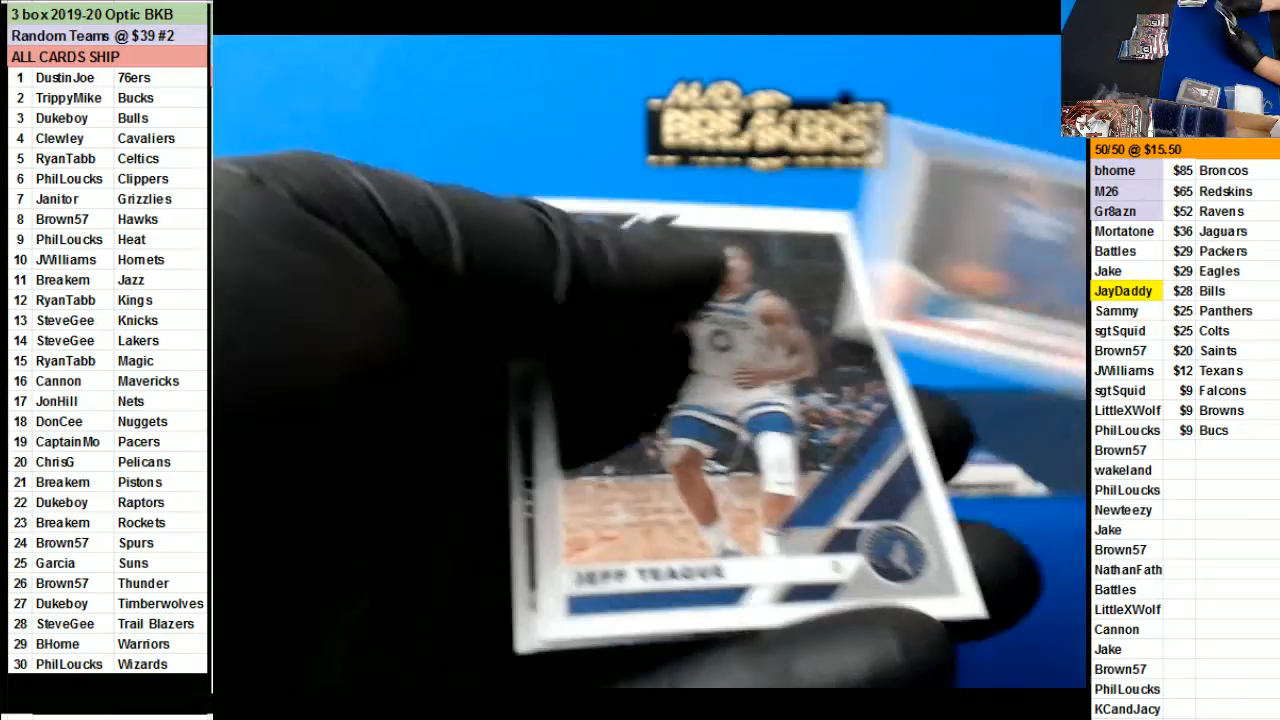 3 box 2019-20 Optic BKB
Random Teams @ $39 #2
ALL CARDS SHIP
1 DustinJoe 76ers
2 TrippyMike Bucks
3 Dukeboy Bulls
4 Clewley Cavaliers
5 RyanTabb Celtics
6 PhilLoucks Clippers
7 Janitor Grizzlies
8 Brown57 Hawks
9 PhilLoucks Heat
10 JWilliams Hornets
11 Breakem Jazz
12 RyanTabb Kings
13 SteveGee Knicks
14 SteveGee Lakers
15 RyanTabb Magic
16 Cannon Mavericks
17 JonHill Nets
18 DonCee Nuggets
19 CaptainMo Pacers
20 ChrisG Pelicans
21 Breakem Pistons
22 Dukeboy Raptors
23 Breakem Rockets
24 Brown57 Spurs
25 Garcia Suns
26 Brown57 Thunder
27 Dukeboy Timberwolves
28 SteveGee Trail Blazers
29 BHome Warriors
30 PhilLoucks Wizards
BREAKERS
JEFF TEAGUE
50/50 @ $15.50
bhome $85 Broncos
M26 $65 Redskins
Gr8azn $52 Ravens
Mortatone $36 Jaguars
Battles $29 Packers
Jake $29 Eagles
JayDaddy $28 Bills
Sammy $25 Panthers
sgtSquid $25 Colts
Brown57 $20 Saints
JWilliams $12 Texans
sgtSquid $9 Falcons
LittleXWolf $9 Browns
PhilLoucks $9 Bucs
Brown57
wakeland
PhilLoucks
Newteezy
Jake
Brown57
NathanFath
Battles
LittleXWolf
Cannon
Jake
Brown57
PhilLoucks
KCandJacy